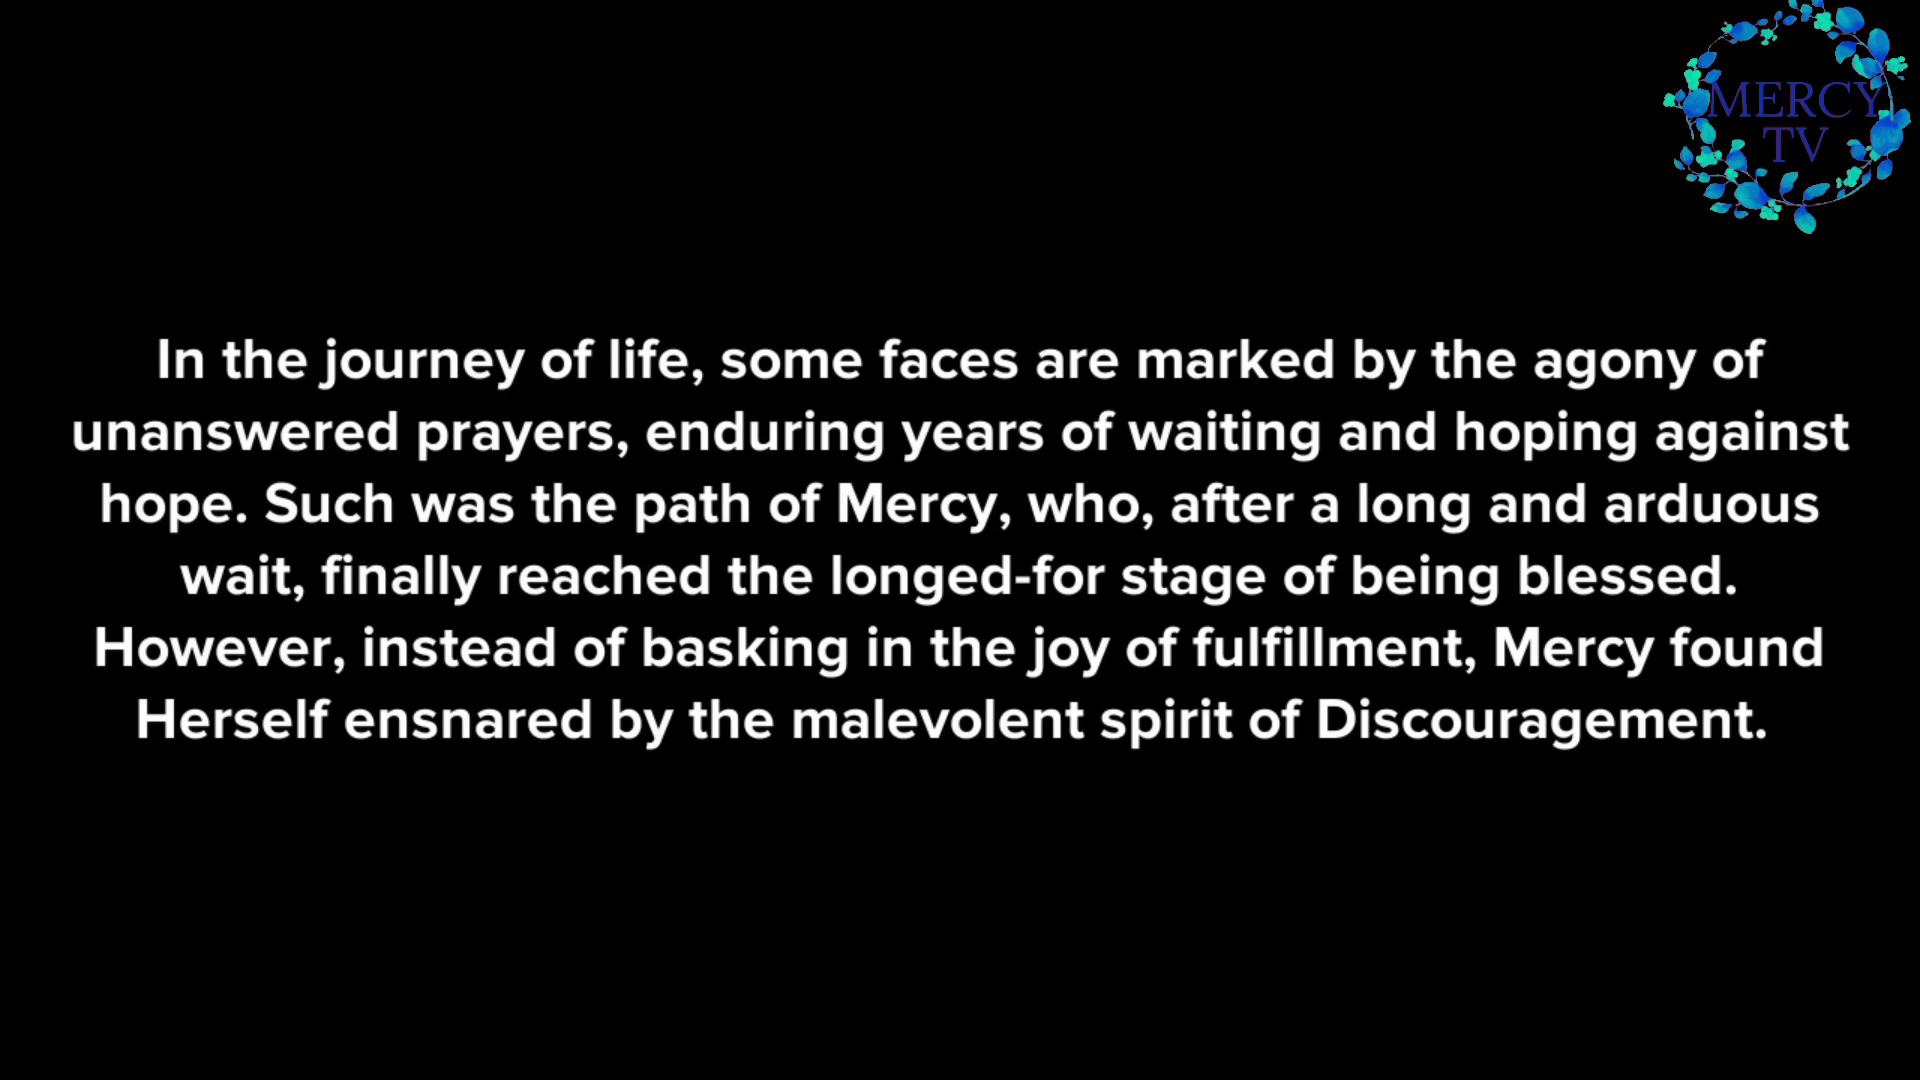 MERCY
TV
In the journey of life, some faces are marked by the agony of
unanswered prayers, enduring years of waiting and hoping against
hope. Such was the path of Mercy, who, after a long and arduous
wait, finally reached the longed-for stage of being blessed.
However, instead of basking in the joy of fulfillment, Mercy found
Herself ensnared by the malevolent spirit of Discouragement.